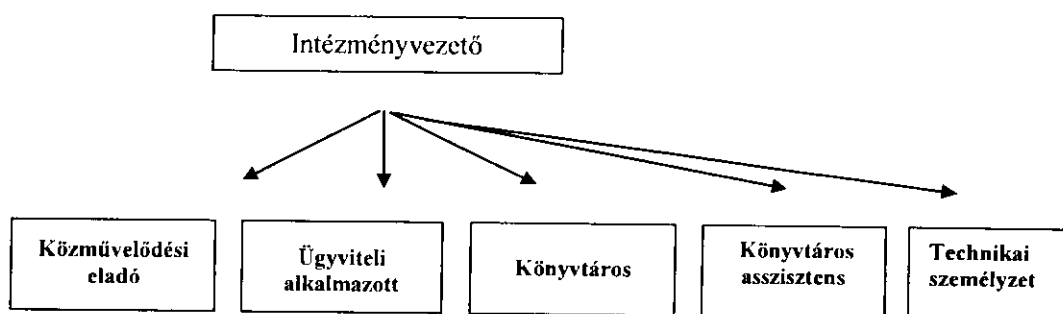 Intézményvezető
Közművelődési
eladó
Ügyviteli
alkalmazott
Könyvtáros
Könyvtáros
asszisztens
Technikai
személyzet